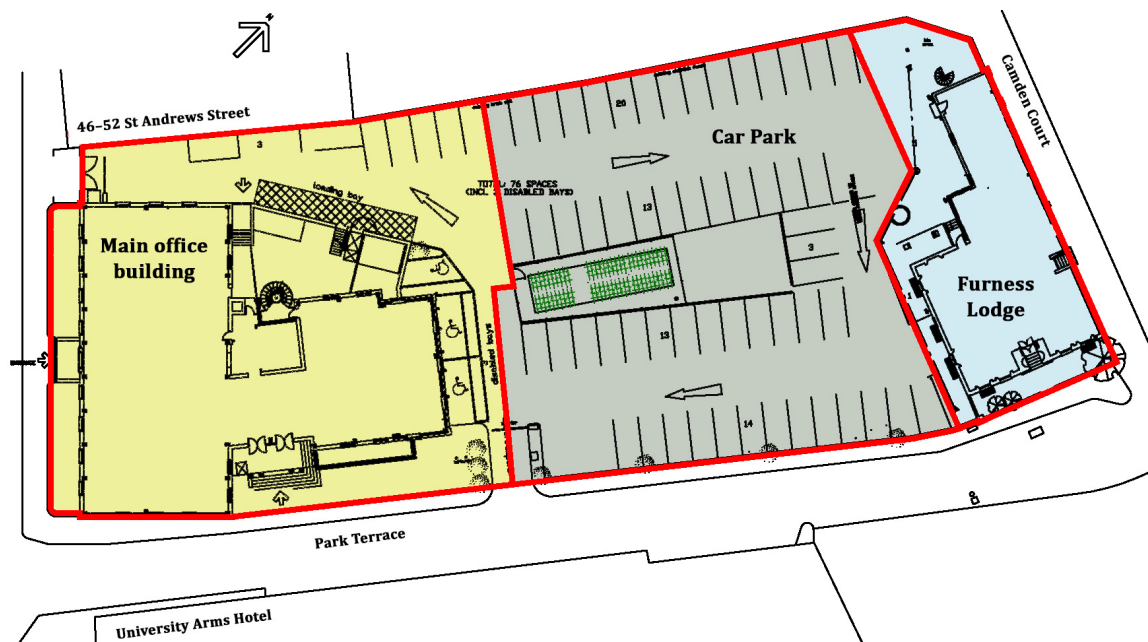 N
46–52 St Andrews Street
3
loading bay
TOTAL 76 SPACES
(INCL 3 DISABLED BAYS)
20
Car Park
Camden Court
13
3
Main office
building
1
Furness
Lodge
13
disabled bays
14
Park Terrace
University Arms Hotel